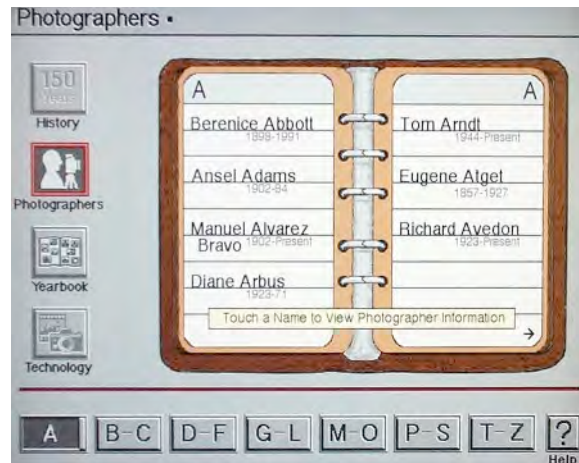 Photographers •
150
Years
History
Photographers
Yearbook
Technology
A
Berenice Abbott
1898-1991
Ansel Adams
1902-84
Manuel Alvarez
Bravo 1902-Present
Diane Arbus
1923-71
A
Tom Arndt
1944-Present
Eugene Atget
1857-1927
Richard Avedon
1923-Present
Touch a Name to View Photographer Information
A B-C D-F G-L M-O P-S T-Z ?
Help